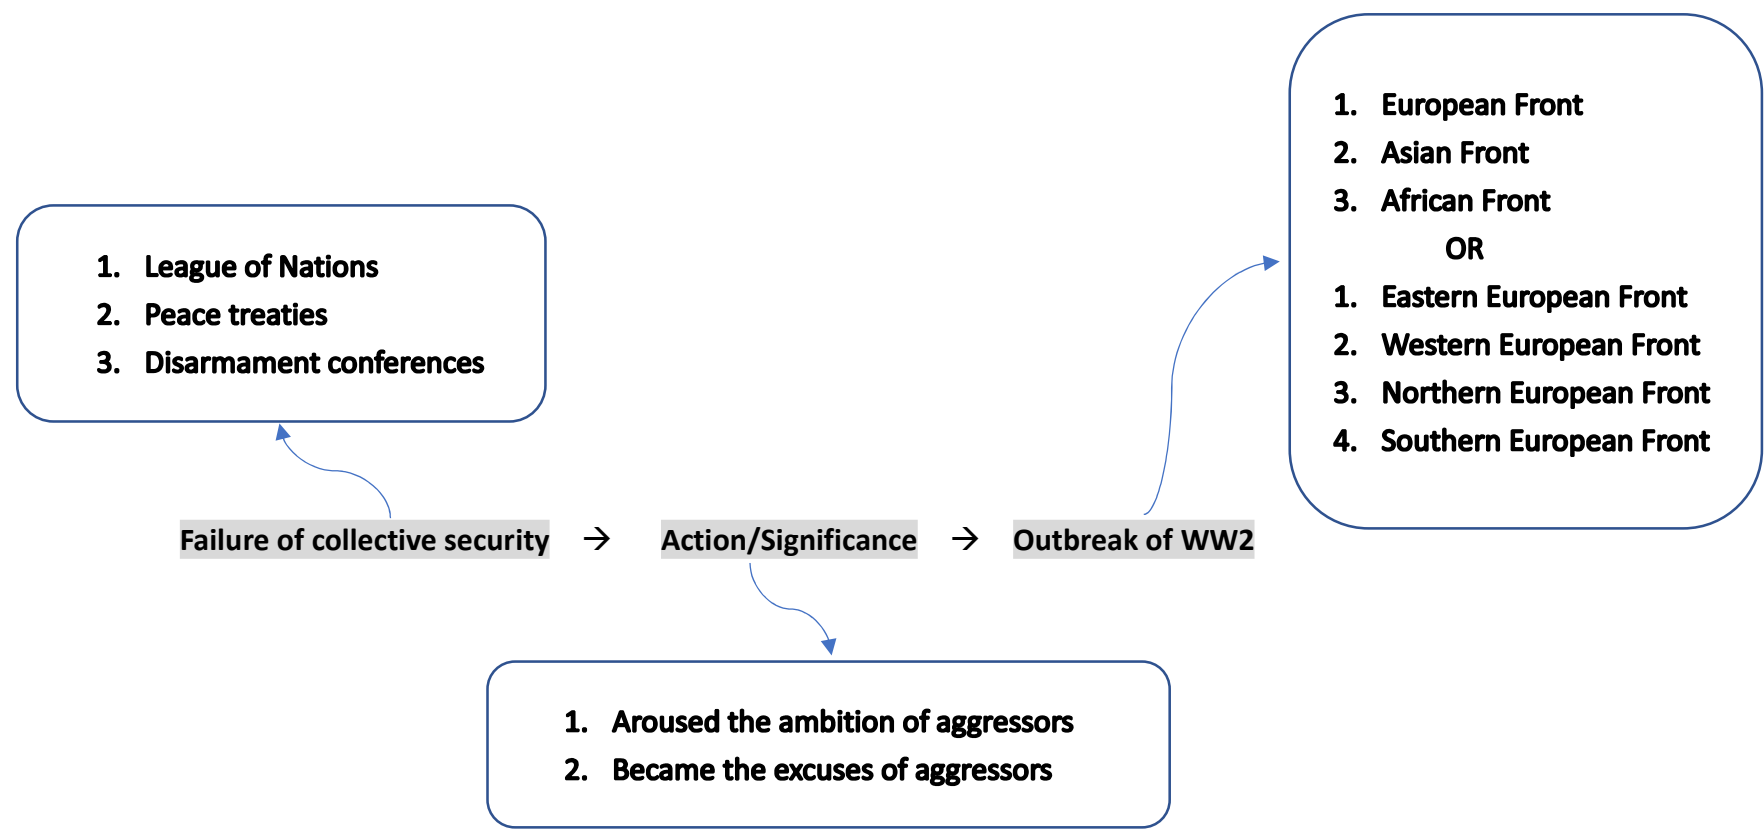 1. European Front
2. Asian Front
3. African Front
OR
1. Eastern European Front
2. Western European Front
3. Northern European Front
4. Southern European Front
1. League of Nations
2. Peace treaties
3. Disarmament conferences
Failure of collective security → Action/Significance → Outbreak of WW2
1. Aroused the ambition of aggressors
2. Became the excuses of aggressors